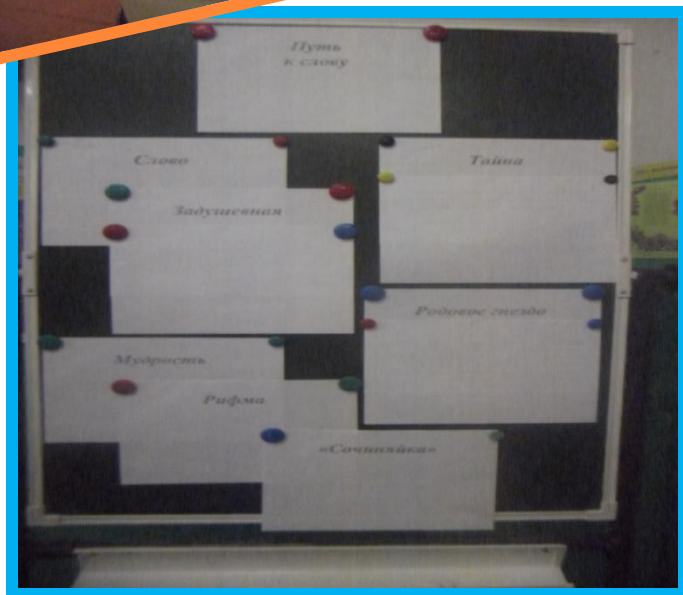 Путь
к слову
Слово
Тайна
Задушевная
Родовое гнездо
Мудрость
Рифма
«Сочиняйка»